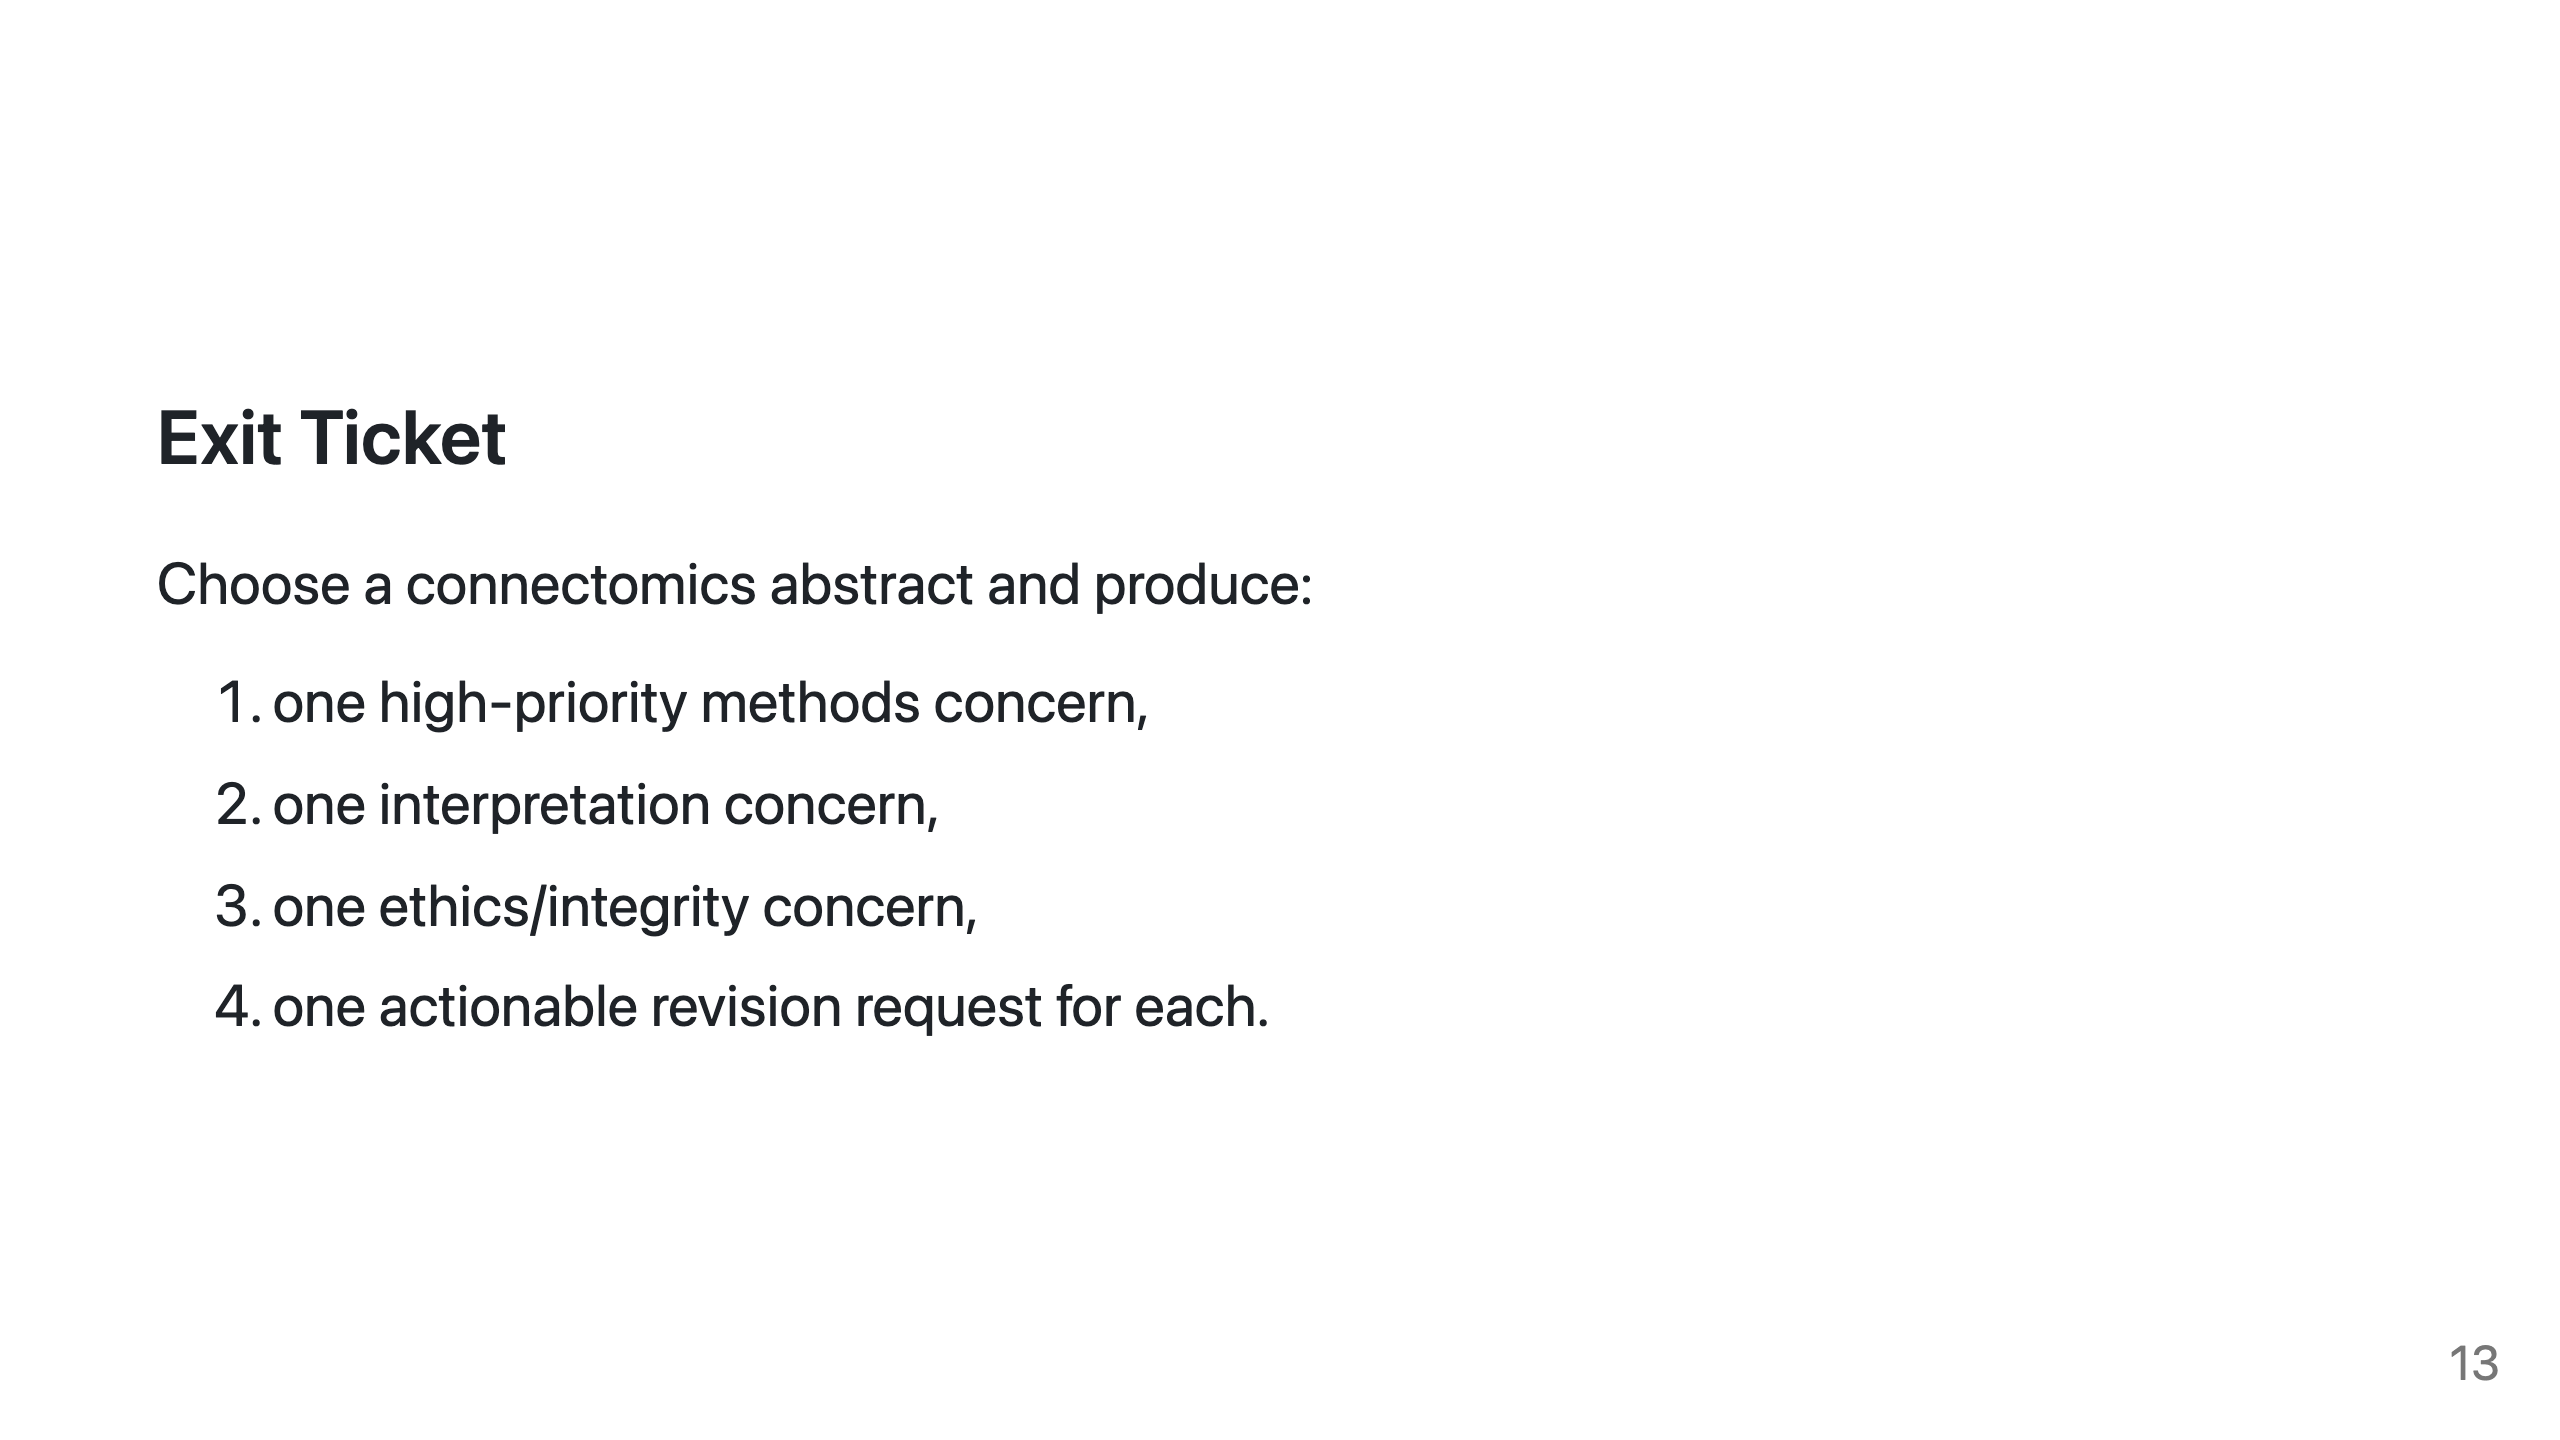 Exit Ticket
Choose a connectomics abstract and produce:
1. one high-priority methods concern,
2. one interpretation concern,
3. one ethics/integrity concern,
4. one actionable revision request for each.
13